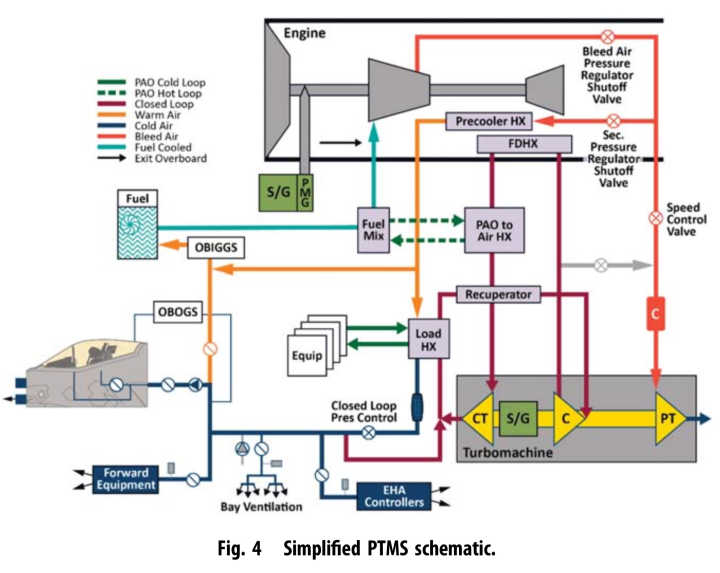 Engine
Bleed Air
Pressure
Regulator
Shutoff
Valve
PAO Cold Loop
PAO Hot Loop
Closed Loop
Warm Air
Cold Air
Bleed Air
Fuel Cooled
Exit Overboard
Precooler HX
FDHX
Sec.
Pressure
Regulator
Shutoff
Valve
S/G
PMG
Fuel
Fuel
Mix
PAO to
Air HX
Speed
Control
Valve
OBIGGS
Recuperator
OBOGS
C
Load
HX
Equip
Closed Loop
Pres Control
CT
S/G
C
PT
Turbomachine
Forward
Equipment
Bay Ventilation
EHA
Controllers
Fig. 4 Simplified PTMS schematic.